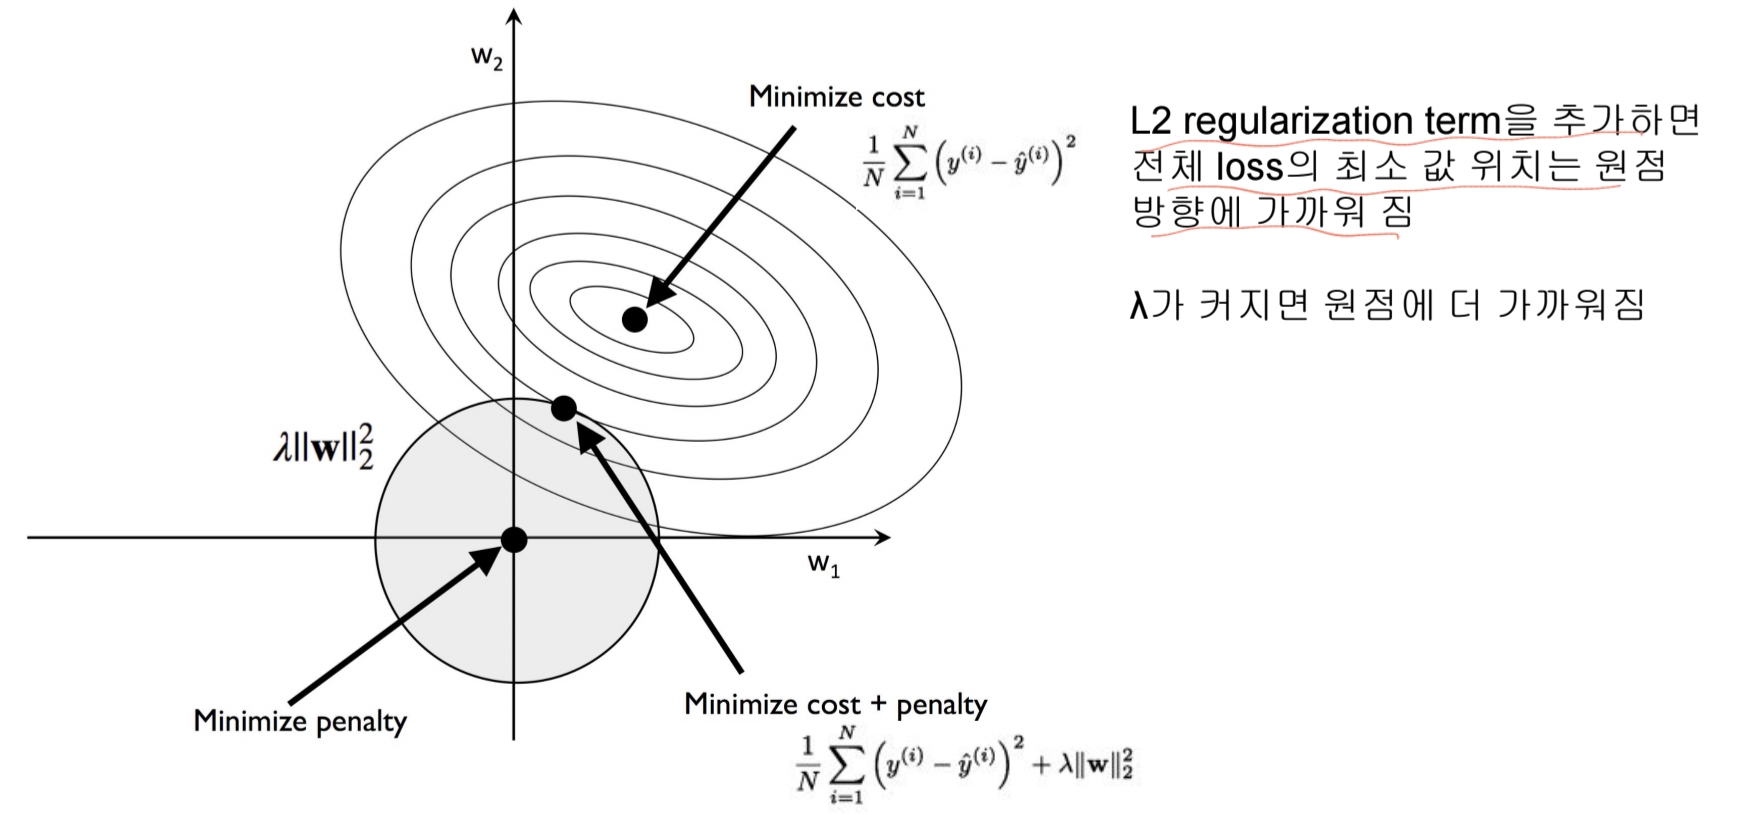 w₂
Minimize cost
$\frac{1}{N}\sum_{i=1}^{N}\left(y^{(i)} - \hat{y}^{(i)}\right)^2$
L2 regularization term을 추가하면
전체 loss의 최소 값 위치는 원점
방향에 가까워 짐
λ가 커지면 원점에 더 가까워짐
$\lambda||\mathbf{w}||_2^2$
w₁
Minimize penalty
Minimize cost + penalty
$\frac{1}{N}\sum_{i=1}^{N}\left(y^{(i)} - \hat{y}^{(i)}\right)^2 + \lambda\|\mathbf{w}\|_2^2$